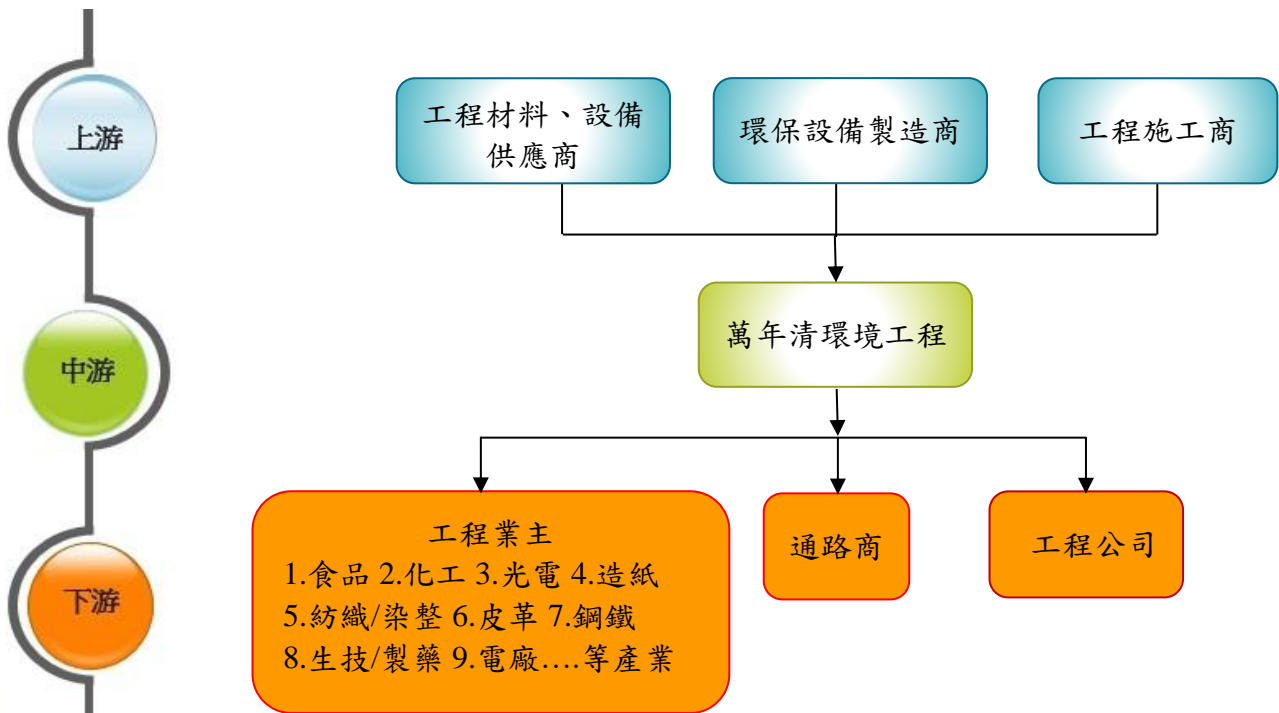 上游
工程材料、設備
供應商
環保設備製造商
工程施工商
中游
萬年清環境工程
下游
工程業主
1.食品 2.化工 3.光電 4.造紙
5.紡織/染整 6.皮革 7.鋼鐵
8.生技/製藥 9.電廠....等產業
通路商
工程公司